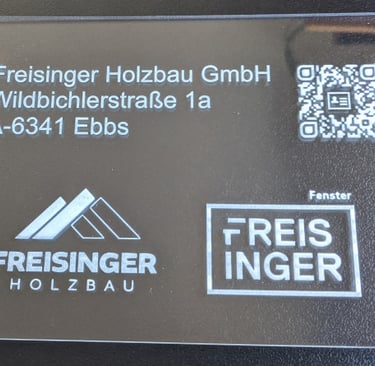 Freisinger Holzbau GmbH
Wildbichlerstraße 1a
A-6341 Ebbs
Fenster
FREISINGER
HOLZBAU
FREIS
INGER